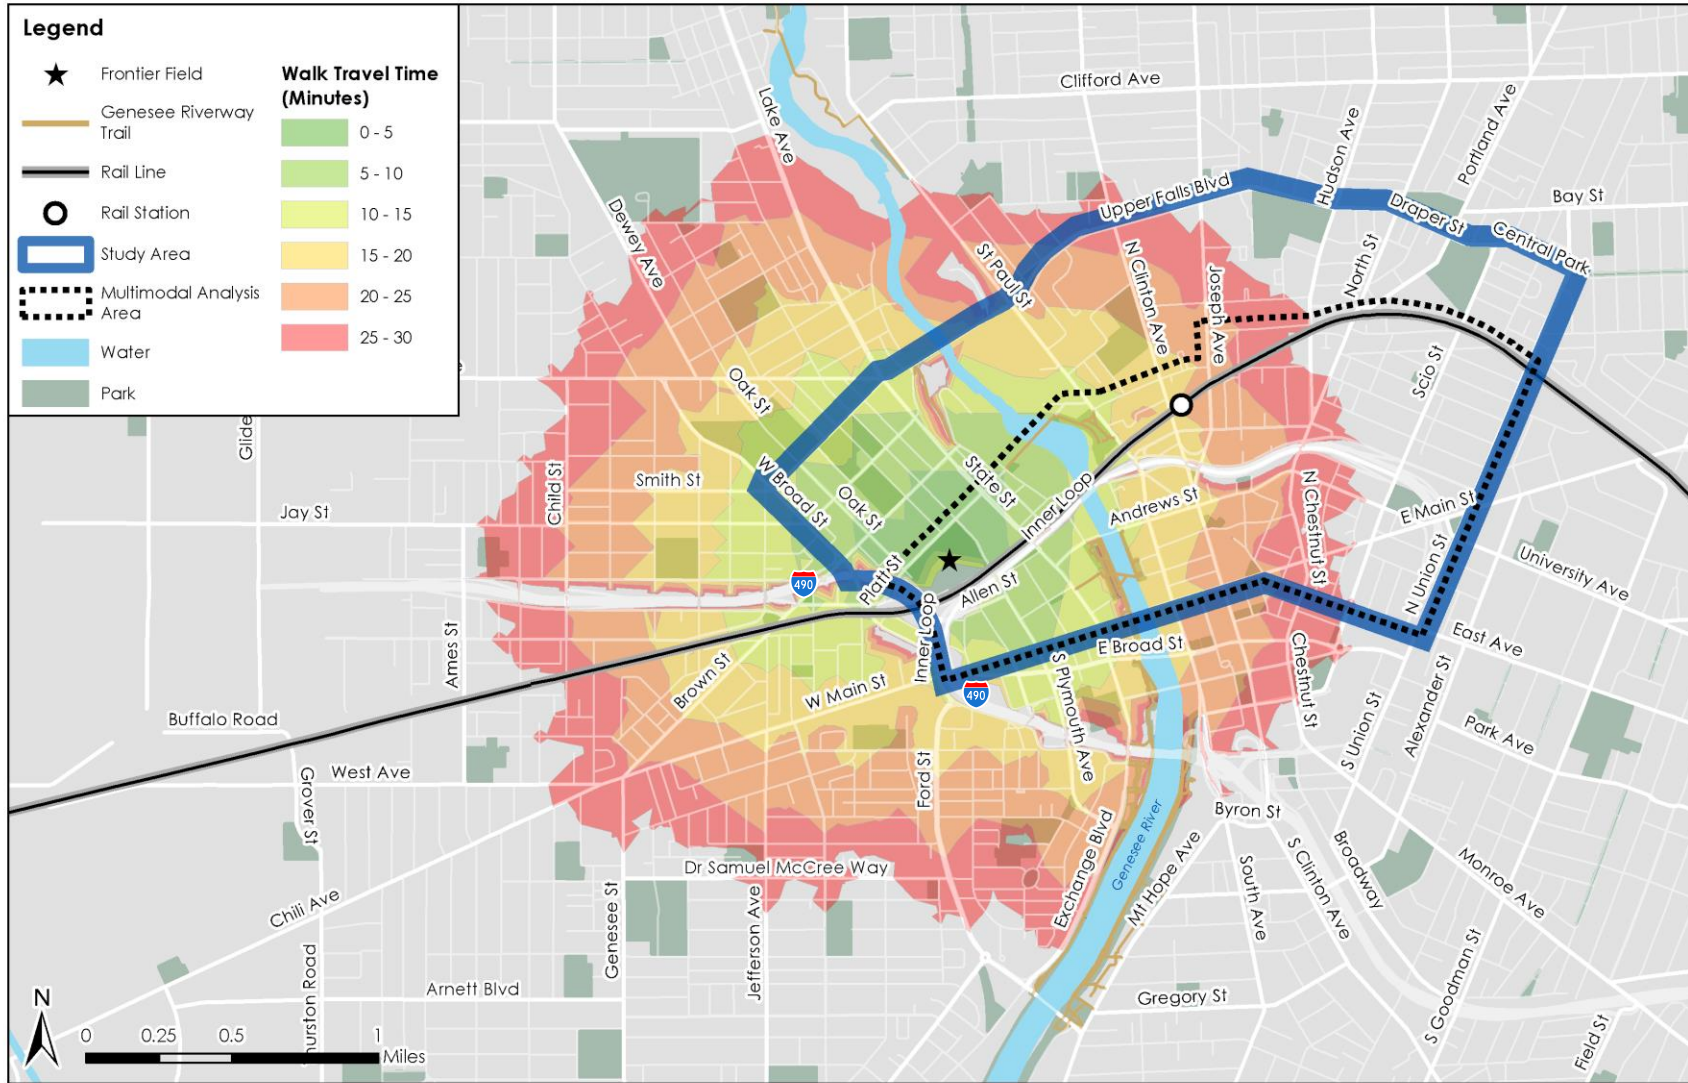 Legend
Frontier Field
Genesee Riverway
Trail
Rail Line
Rail Station
Study Area
Multimodal Analysis
Area
Water
Park
Walk Travel Time
(Minutes)
0 - 5
5 - 10
10 - 15
15 - 20
20 - 25
25 - 30
Clifford Ave
Lake Ave
Hudson Ave
Portland Ave
Bay St
Upper Falls Blvd
Draper St
Central Park
Dewey Ave
St Paul St
N Clinton Ave
Joseph Ave
North St
Scio St
Glide
e
Oak St
W Broad St
Smith St
Child St
Oak St
State St
Inner Loop
Andrews St
N Chestnut St
E Main St
Jay St
University Ave
N Union St
490
Platt St
Allen St
Inner Loop
East Ave
Ames St
Brown St
W Main St
490
S Plymouth Ave
E Broad St
Chestnut St
S Union St
Alexander St
Park Ave
Buffalo Road
West Ave
Grover St
Ford St
Byron St
Genesee River
Exchange Blvd
Mt Hope Ave
South Ave
S Clinton Ave
Broadway
Monroe Ave
Dr Samuel McCree Way
Chili Ave
Genesee St
Jefferson Ave
hurston Road
Arnett Blvd
Gregory St
S Goodman St
Field St
N
0 0.25 0.5 1
Miles